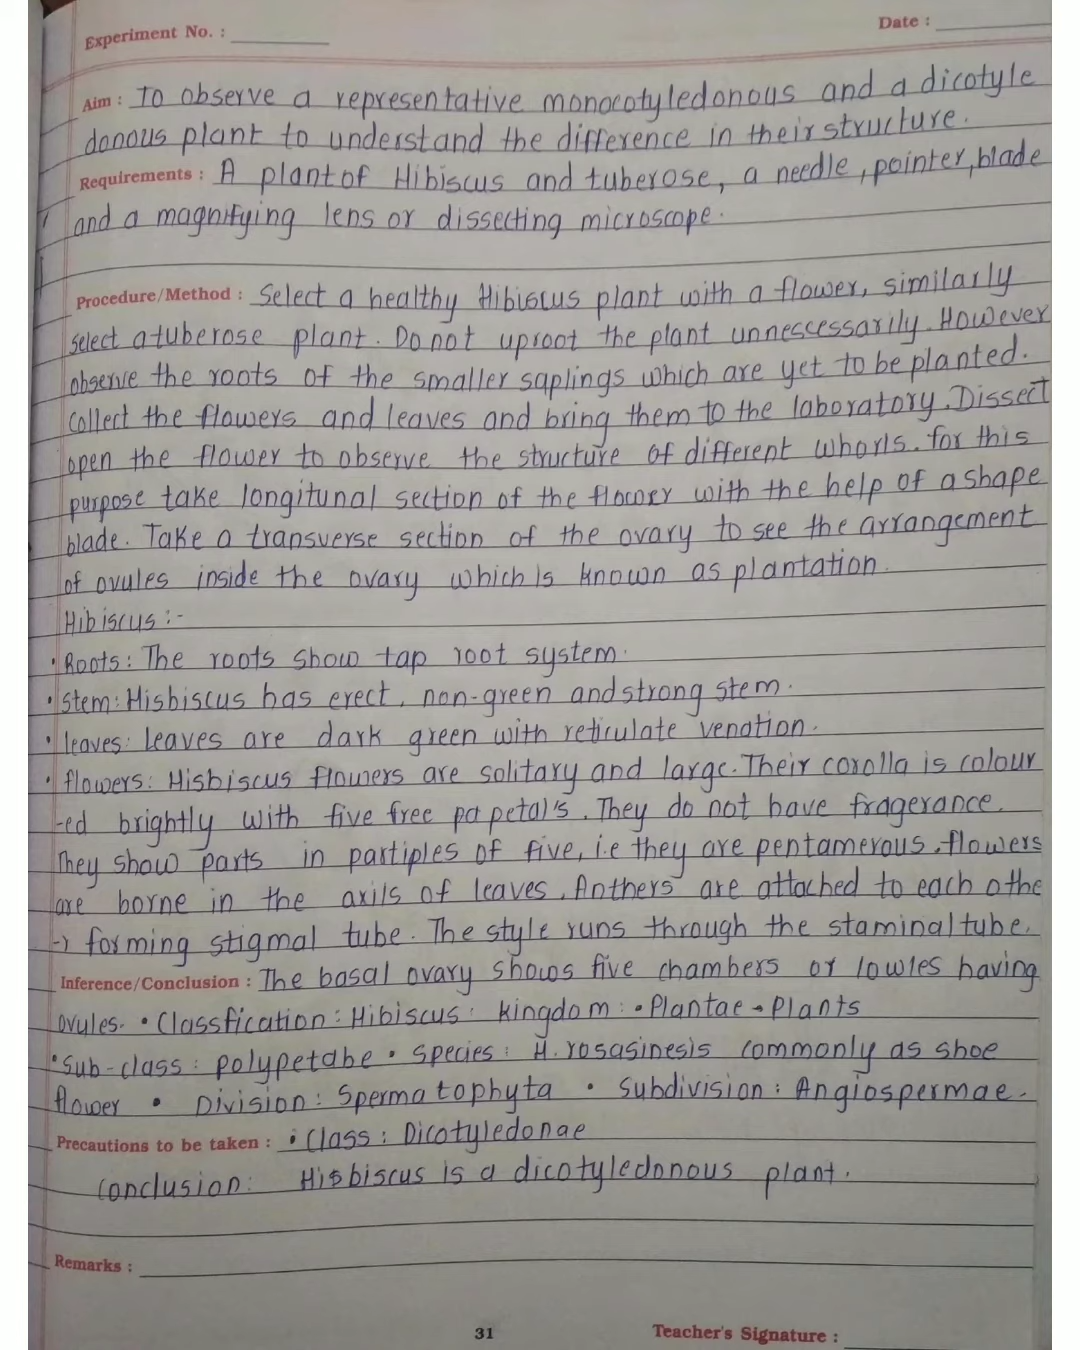 Experiment No. :
Date :
Aim : To observe a representative monocotyledonous and a dicotyle
donous plant to understand the difference in their structure.
Requirements : A plant of Hibiscus and tuberose, a needle, pointer, blade
and a magnifying lens or dissecting microscope.
Procedure/Method : Select a healthy Hibiscus plant with a flower, similarly
select a tuberose plant. Do not uproot the plant unnescessarily. However
observe the roots of the smaller saplings which are yet to be planted.
Collect the flowers and leaves and bring them to the laboratory. Dissect
open the flower to observe the structure of different whorls. for this
purpose take longitunal section of the flower with the help of a shape
blade. Take a transverse section of the ovary to see the arrangement
of ovules inside the ovary which is known as plantation.
Hibiscus :-
• Roots : The roots show tap root system.
• Stem : Hisbiscus has erect, non-green and strong stem.
• leaves : leaves are dark green with reticulate venation.
• flowers : Hisbiscus flowers are solitary and large. Their corolla is colour
-ed brightly with five free pa petal's. They do not have fragerance.
They show parts in partiples of five, i.e they are pentamerous. flowers
are borne in the axils of leaves. Anthers are attached to each othe
-r forming stigmal tube. The style runs through the staminal tube.
Inference/Conclusion : The basal ovary shows five chambers or lowles having
ovules. • Classfication : Hibiscus : kingdom : • Plantae - Plants
• Sub-class : polypetabe • Species : H. rosasinesis commonly as shoe
flower • Division : Spermatophyta • Subdivision : Angiospermae.
Precautions to be taken : • Class : Dicotyledonae
Conclusion : Hisbiscus is a dicotyledonous plant.
Remarks :
31
Teacher's Signature :